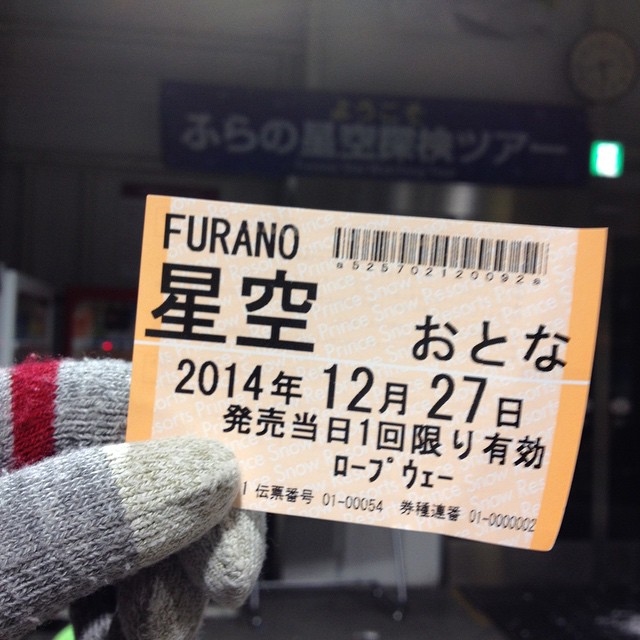 ようこそ
ふらの星空探検ツアー
FURANO
a5257021200926a
星空
おとな
2014年 12月 27日
発売当日1回限り有効
ロープウェー
1 伝票番号 01-00054 券種連番 01-0000002